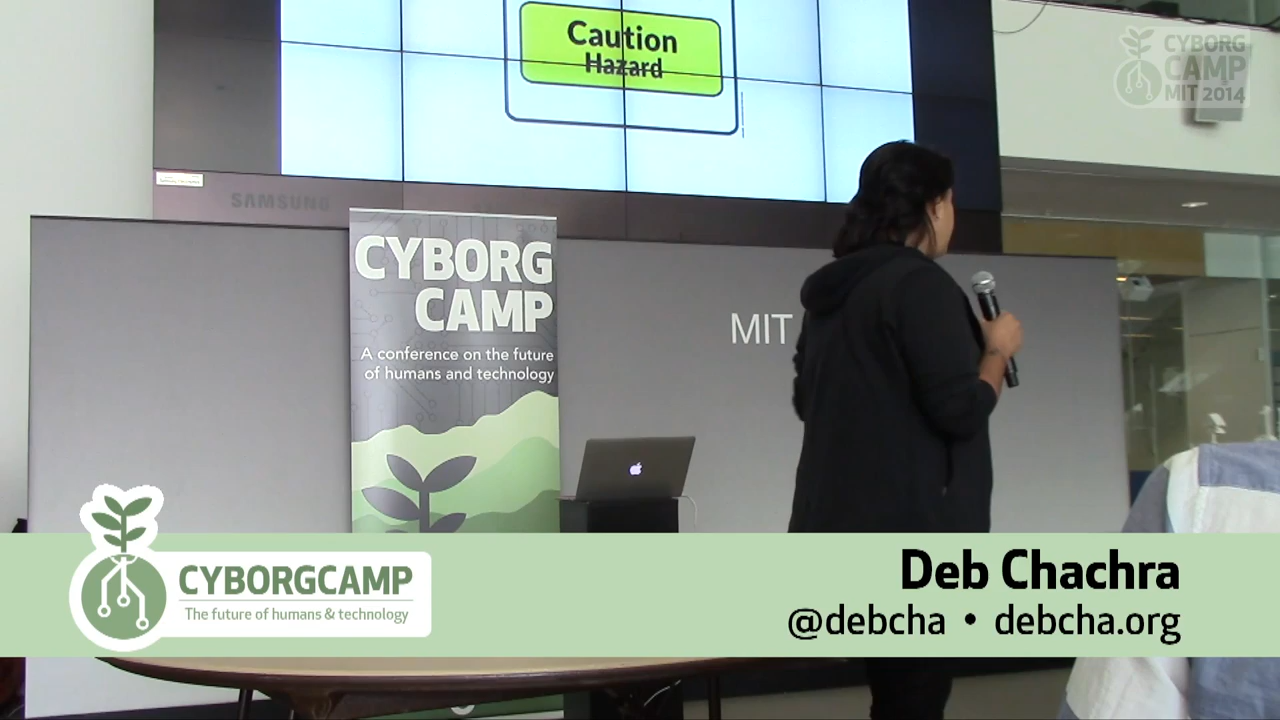 Caution
Hazard
CYBORG
CAMP
MIT 2014
SAMSUNG
CYBORG
CAMP
A conference on the future
of humans and technology
MIT
CYBORGCAMP
The future of humans & technology
Deb Chachra
@debcha • debcha.org